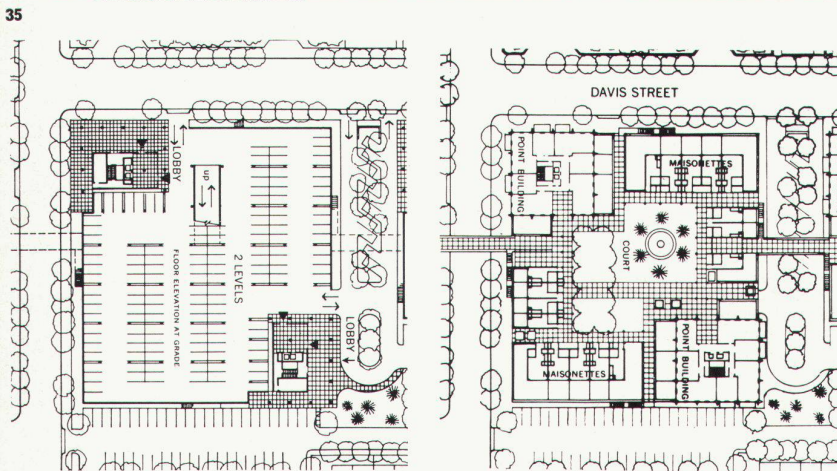 35
LOBBY
up
2 LEVELS
FLOOR ELEVATION AT GRADE
LOBBY
DAVIS STREET
POINT BUILDING
MAISONETTES
COURT
POINT BUILDING
MAISONETTES